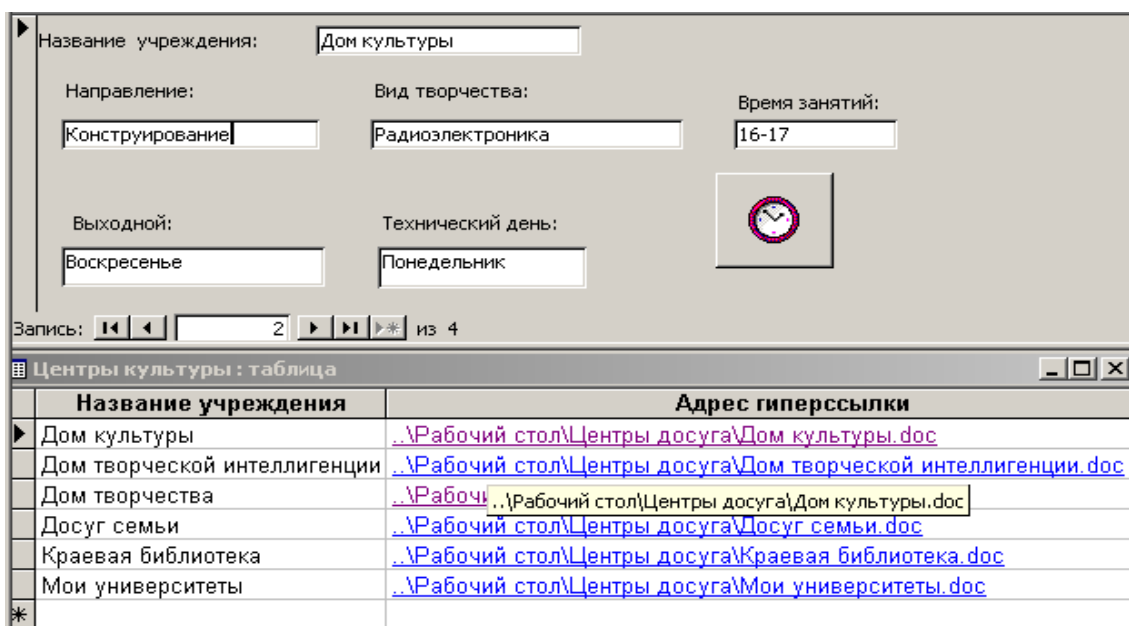 Название учреждения: Дом культуры
Направление: Вид творчества: Время занятий:
Конструирование Радиоэлектроника 16-17
Выходной: Технический день:
Воскресенье Понедельник
Запись: 2 из 4
Центры культуры : таблица
Название учреждения Адрес гиперссылки
Дом культуры ..\Рабочий стол\Центры досуга\Дом культуры.doc
Дом творческой интеллигенции ..\Рабочий стол\Центры досуга\Дом творческой интеллигенции.doc
Дом творчества ..\Рабочи ..\Рабочий стол\Центры досуга\Дом культуры.doc
Досуг семьи ..\Рабочий стол\Центры досуга\Досуг семьи.doc
Краевая библиотека ..\Рабочий стол\Центры досуга\Краевая библиотека.doc
Мои университеты ..\Рабочий стол\Центры досуга\Мои университеты.doc